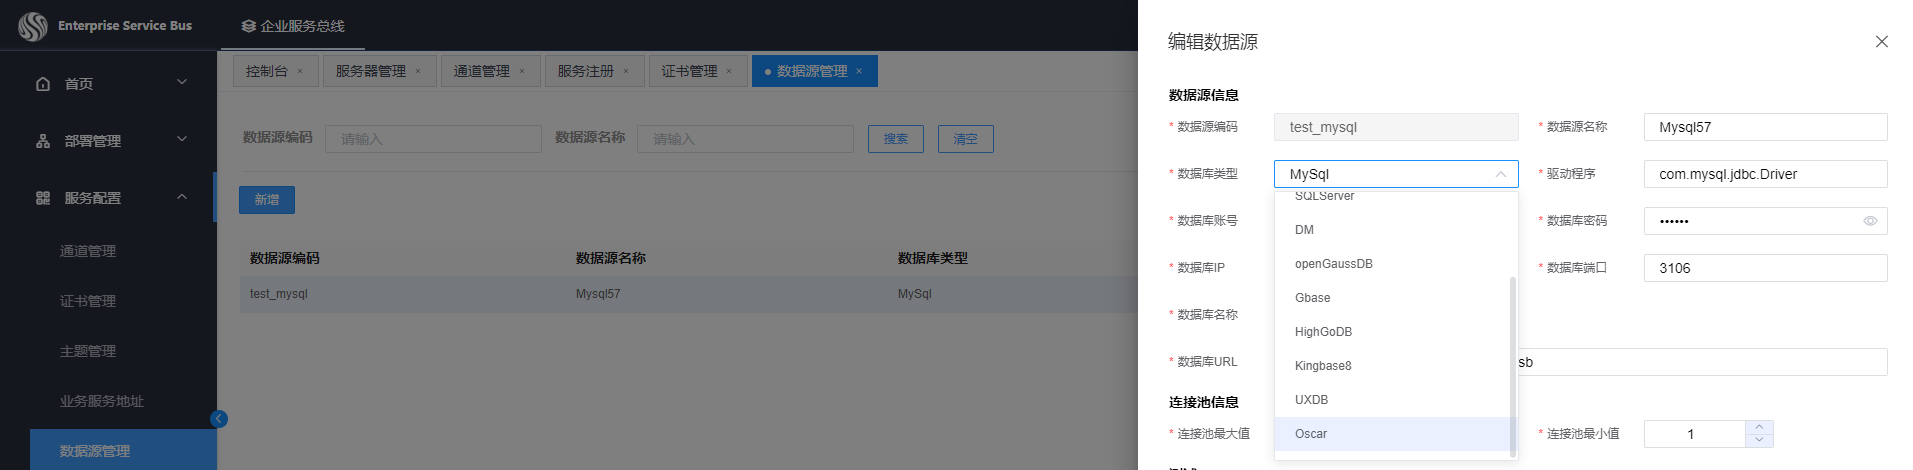 Enterprise Service Bus
企业服务总线
首页
部署管理
服务配置
通道管理
证书管理
主题管理
业务服务地址
数据源管理
控制台 ×
服务器管理 ×
通道管理 ×
服务注册 ×
证书管理 ×
数据源管理 ×
数据源编码 请输入 数据源名称 请输入 搜索 清空
新增
数据源编码 数据源名称 数据库类型
test_mysql Mysql57 MySql
编辑数据源
数据源信息
* 数据源编码 test_mysql * 数据源名称 Mysql57
* 数据库类型 MySql * 驱动程序 com.mysql.jdbc.Driver
* 数据库账号 * 数据库密码 ••••••
* 数据库IP * 数据库端口 3106
* 数据库名称
* 数据库URL sb
SQLServer
DM
openGaussDB
Gbase
HighGoDB
Kingbase8
UXDB
Oscar
连接池信息
* 连接池最大值 * 连接池最小值 1